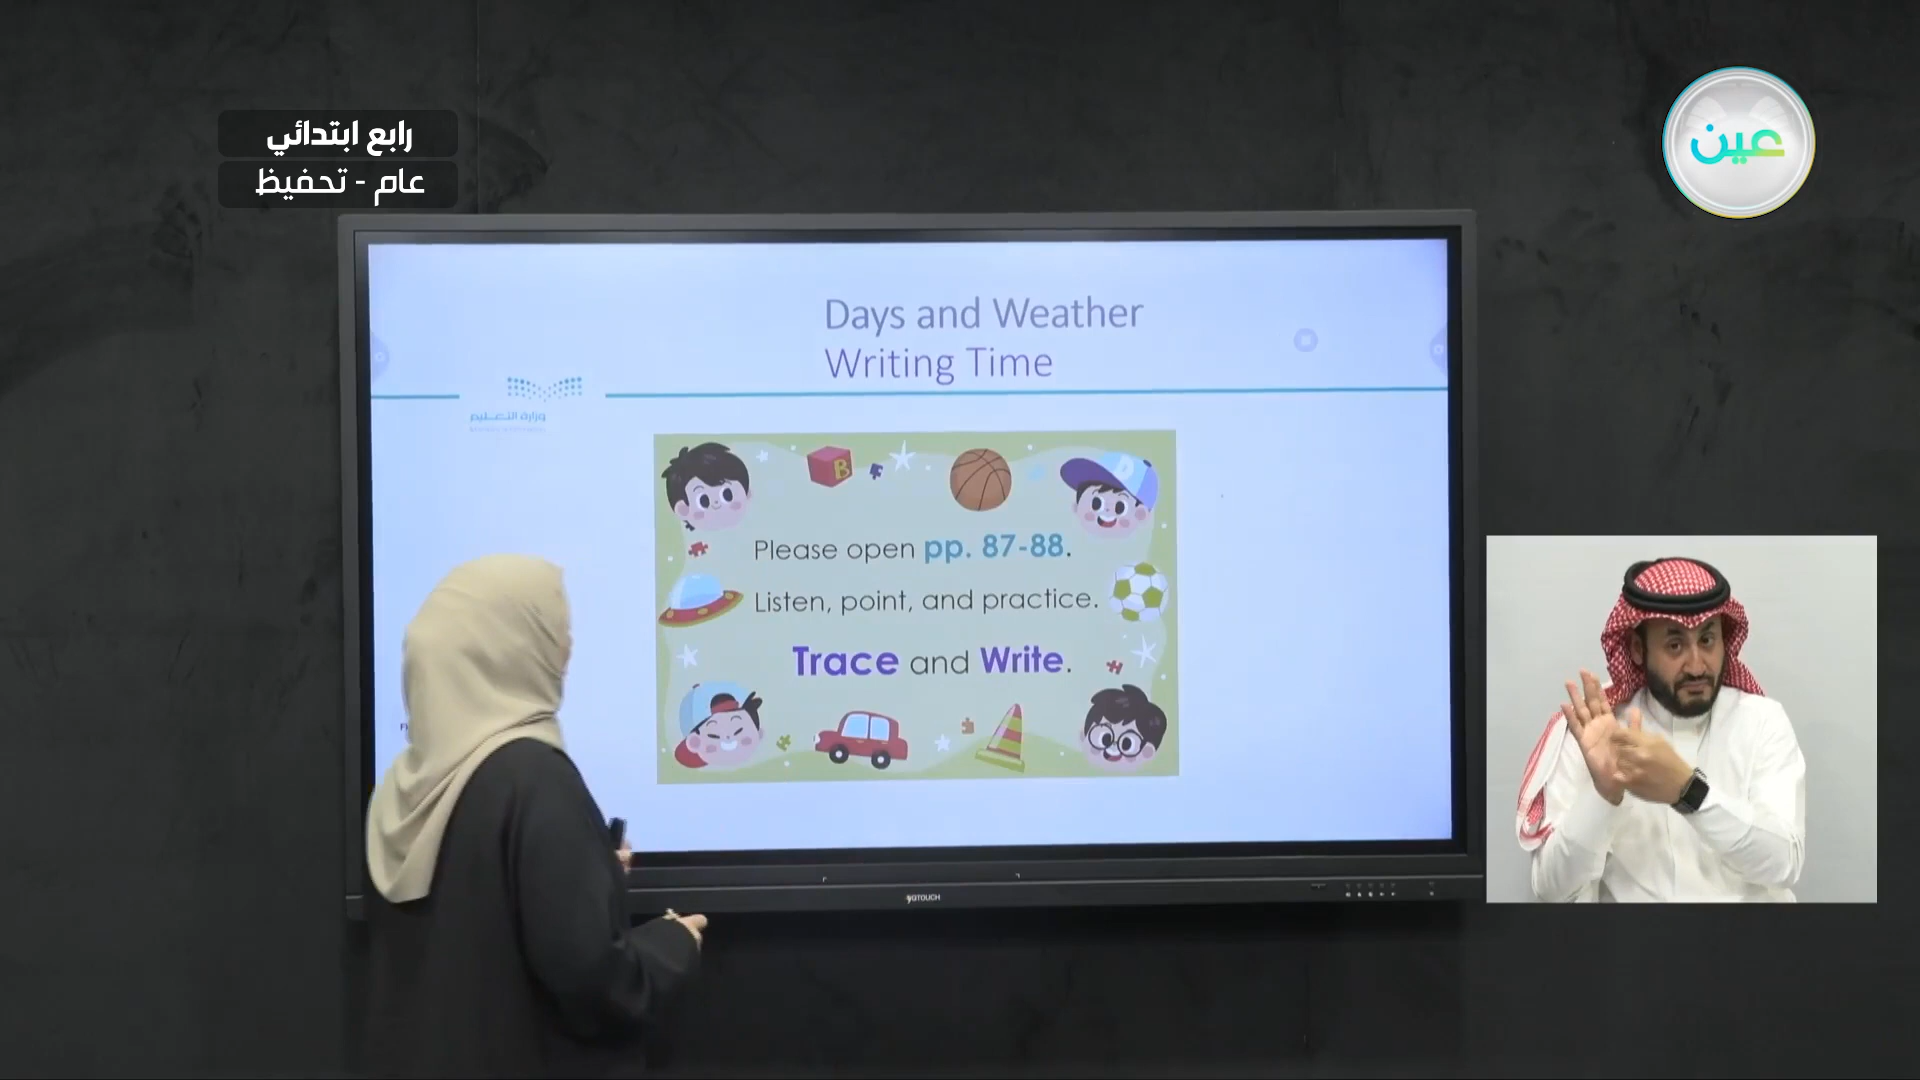 رابع ابتدائي
عام - تحفيظ
عين
Days and Weather
Writing Time
وزارة التعليم
B
D
Please open pp. 87-88.
Listen, point, and practice.
Trace and Write.